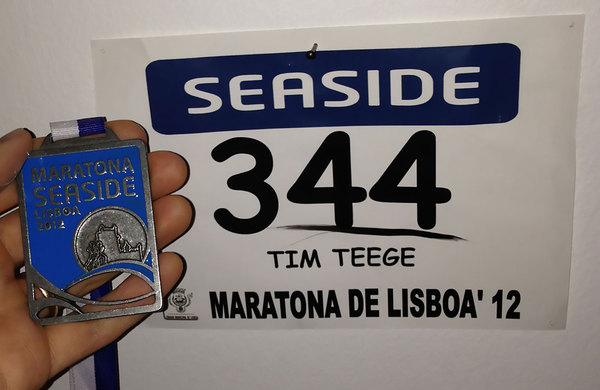 MARATONA
SEASIDE
LISBOA
2012
SEASIDE
344
TIM TEEGE
MARATONA DE LISBOA' 12